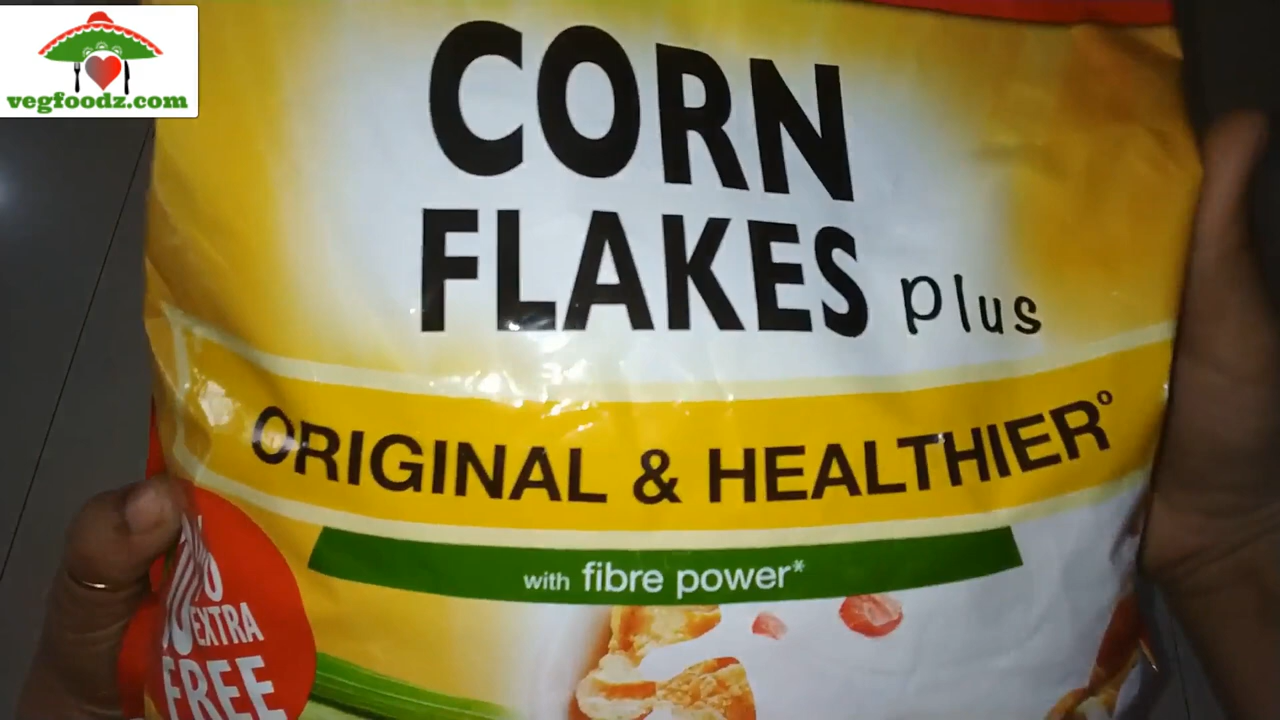 vegfoodz.com
CORN
FLAKES plus
ORIGINAL & HEALTHIER°
with fibre power*
EXTRA
FREE